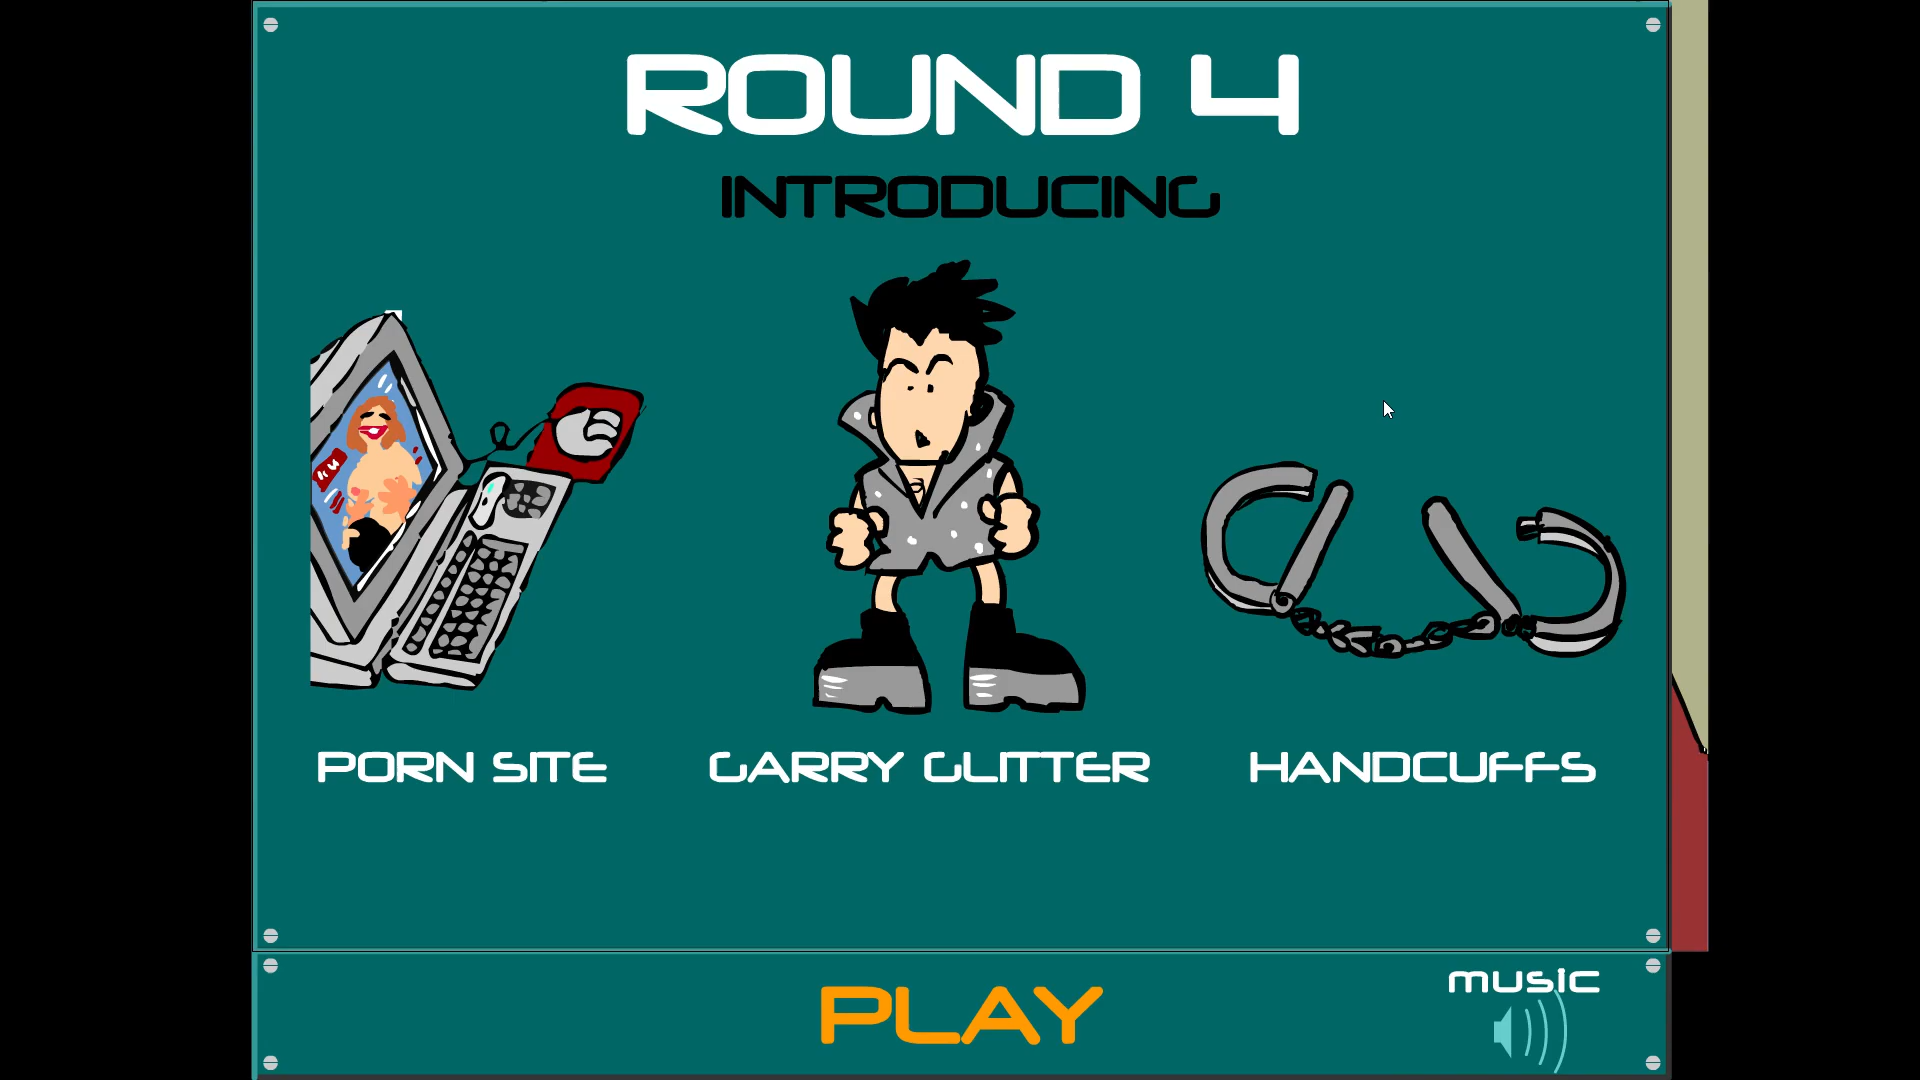 ROUND 4
INTRODUCING
PORN SITE
GARRY GLITTER
HANDCUFFS
music
PLAY